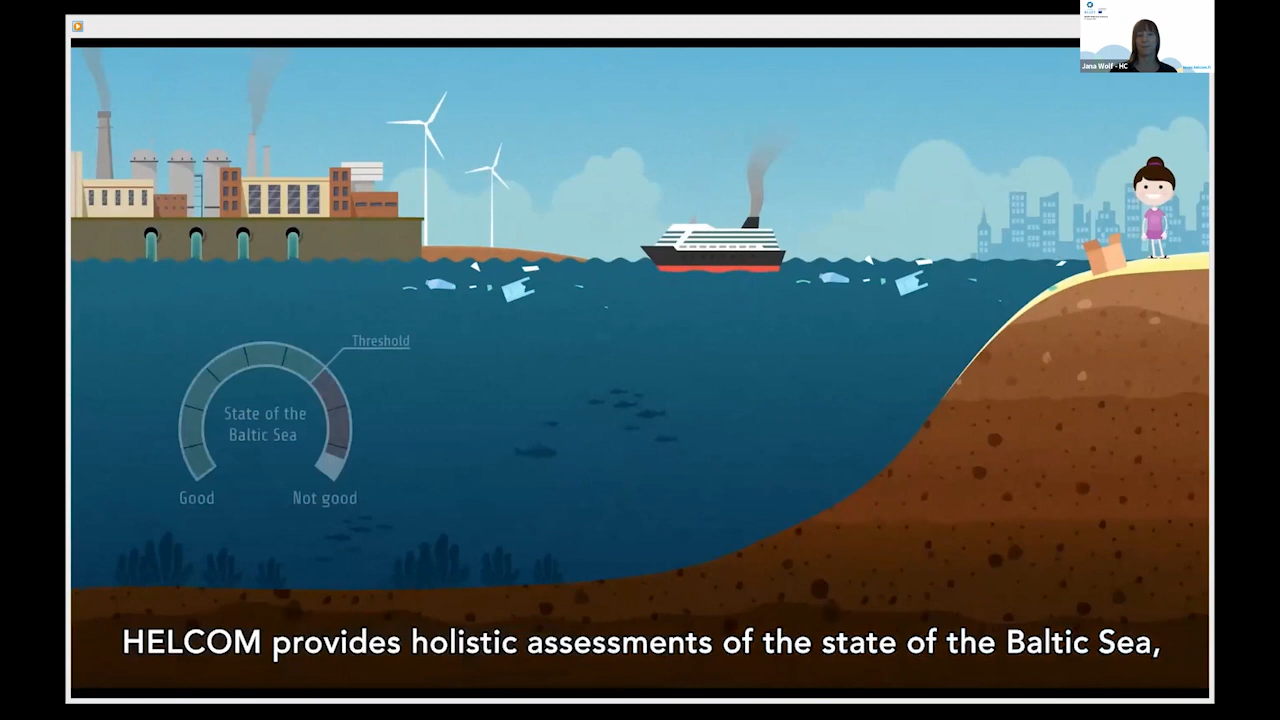 Jana Wolf - HC
Threshold
State of the
Baltic Sea
Good
Not good
HELCOM provides holistic assessments of the state of the Baltic Sea,